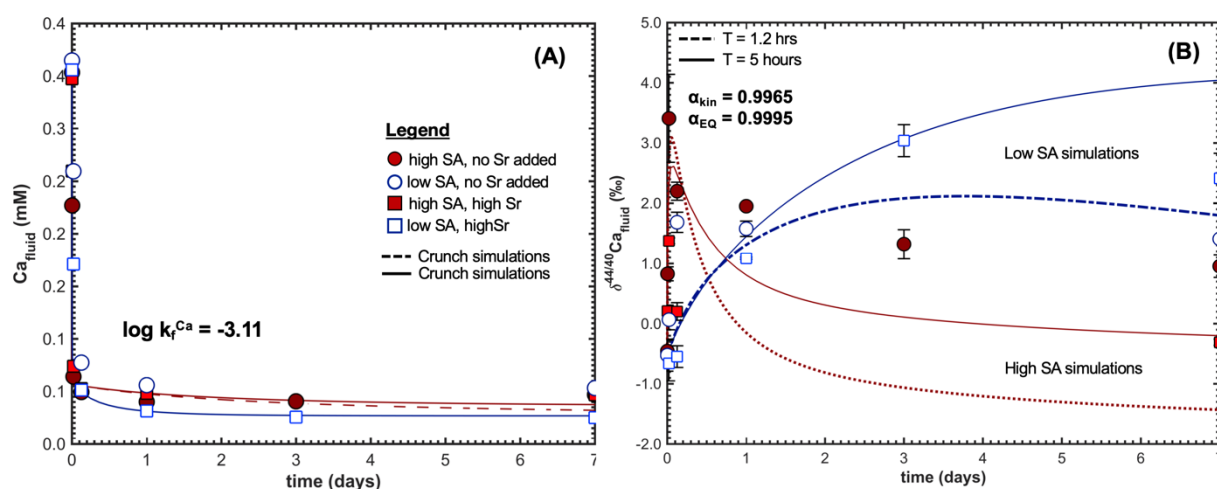 (A)
Ca_fluid (mM)
0.4
0.3
0.2
0.2
0.1
0.1
0.0
Legend
high SA, no Sr added
low SA, no Sr added
high SA, high Sr
low SA, highSr
Crunch simulations
Crunch simulations
log k_f^Ca = -3.11
0 1 2 3 4 5 6 7
time (days)
(B)
δ^44/40Ca_fluid (‰)
5.0
4.0
3.0
2.0
1.0
0.0
-1.0
-2.0
T = 1.2 hrs
T = 5 hours
α_kin = 0.9965
α_EQ = 0.9995
Low SA simulations
High SA simulations
0 1 2 3 4 5 6 7
time (days)